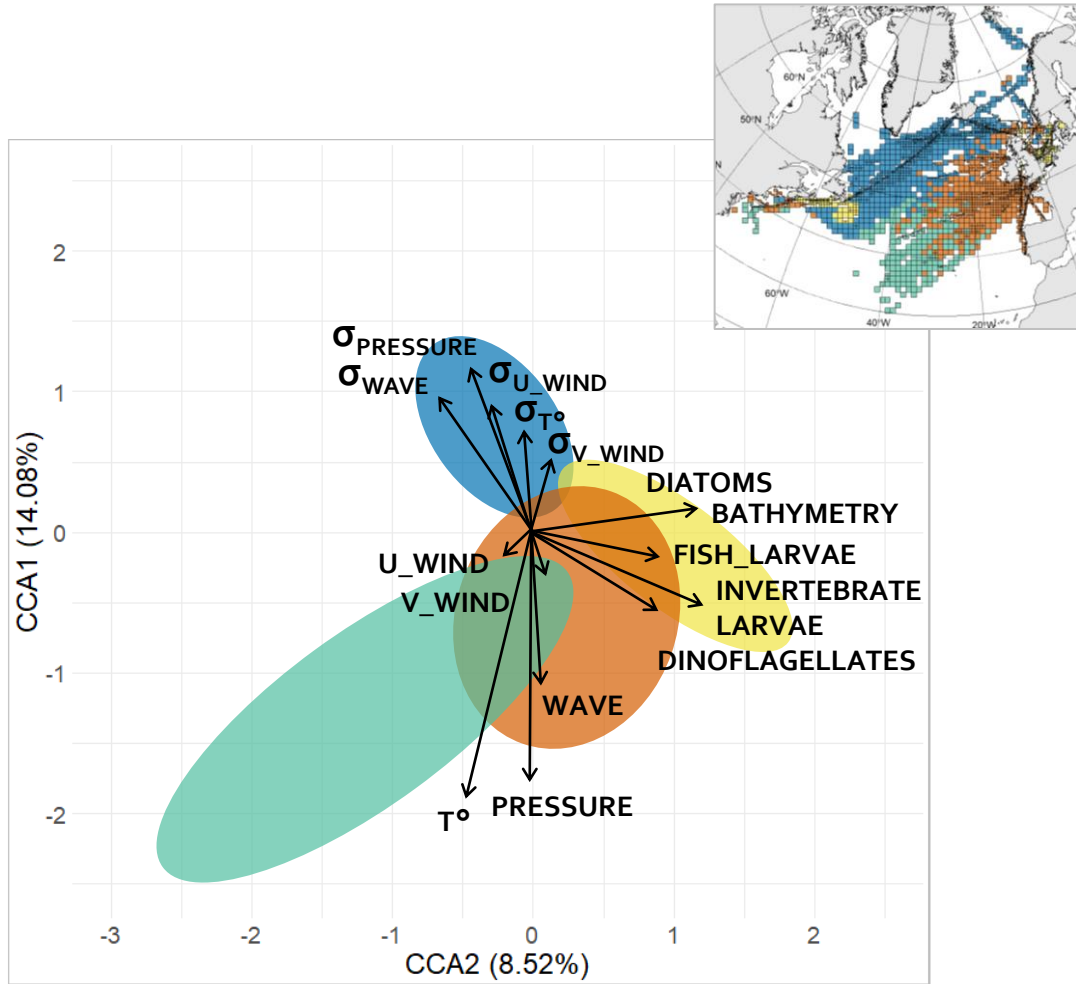 60°N
50°N
N
60°W
40°W
20°W
2
1
0
-1
-2
CCA1 (14.08%)
σPRESSURE
σWAVE
σU_WIND
σT°
σV_WIND
DIATOMS
BATHYMETRY
FISH_LARVAE
INVERTEBRATE
LARVAE
DINOFLAGELLATES
U_WIND
V_WIND
WAVE
PRESSURE
T°
-3 -2 -1 0 1 2
CCA2 (8.52%)